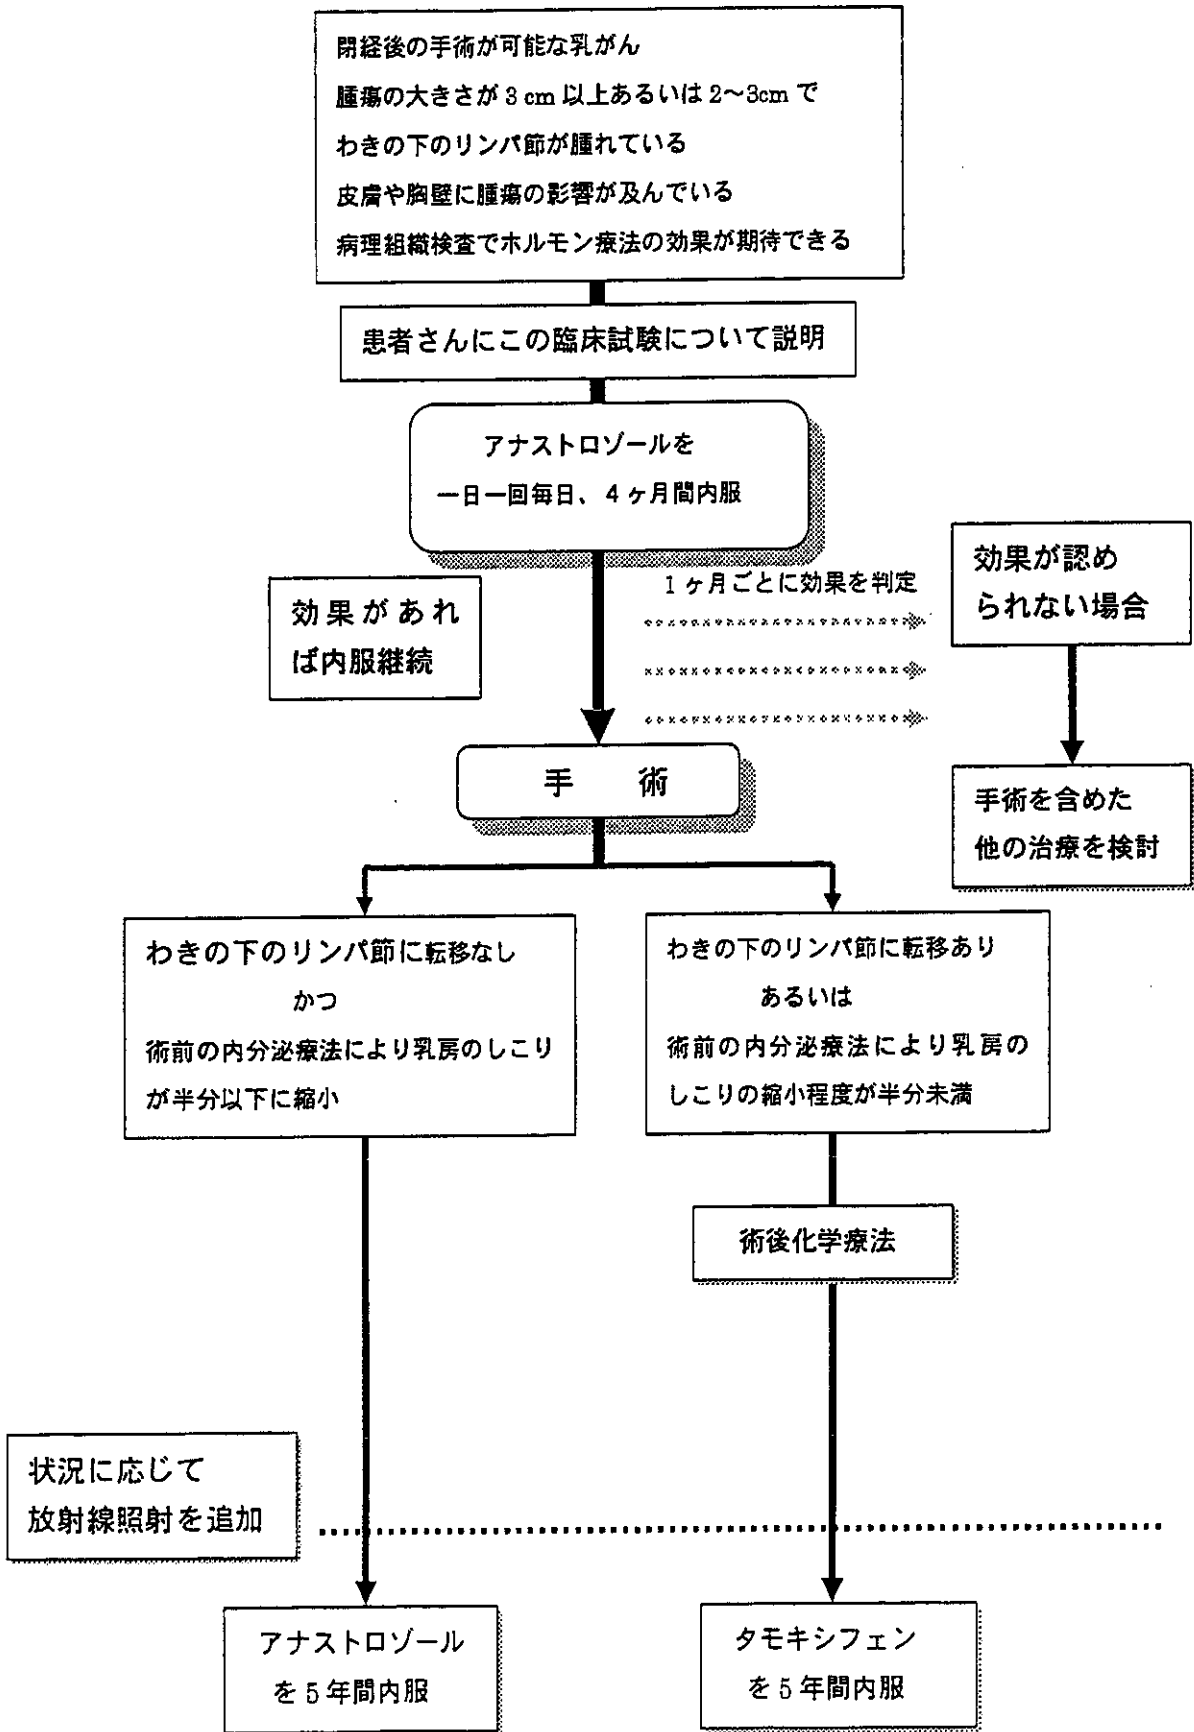 閉経後の手術が可能な乳がん
腫瘍の大きさが 3 cm 以上あるいは 2〜3cm で
わきの下のリンパ節が腫れている
皮膚や胸壁に腫瘍の影響が及んでいる
病理組織検査でホルモン療法の効果が期待できる
患者さんにこの臨床試験について説明
アナストロゾールを
一日一回毎日、4ヶ月間内服
効果があれ
ば内服継続
1ヶ月ごとに効果を判定
効果が認め
られない場合
手術を含めた
他の治療を検討
手 術
わきの下のリンパ節に転移なし
かつ
術前の内分泌療法により乳房のしこり
が半分以下に縮小
わきの下のリンパ節に転移あり
あるいは
術前の内分泌療法により乳房の
しこりの縮小程度が半分未満
術後化学療法
状況に応じて
放射線照射を追加
アナストロゾール
を5年間内服
タモキシフェン
を5年間内服